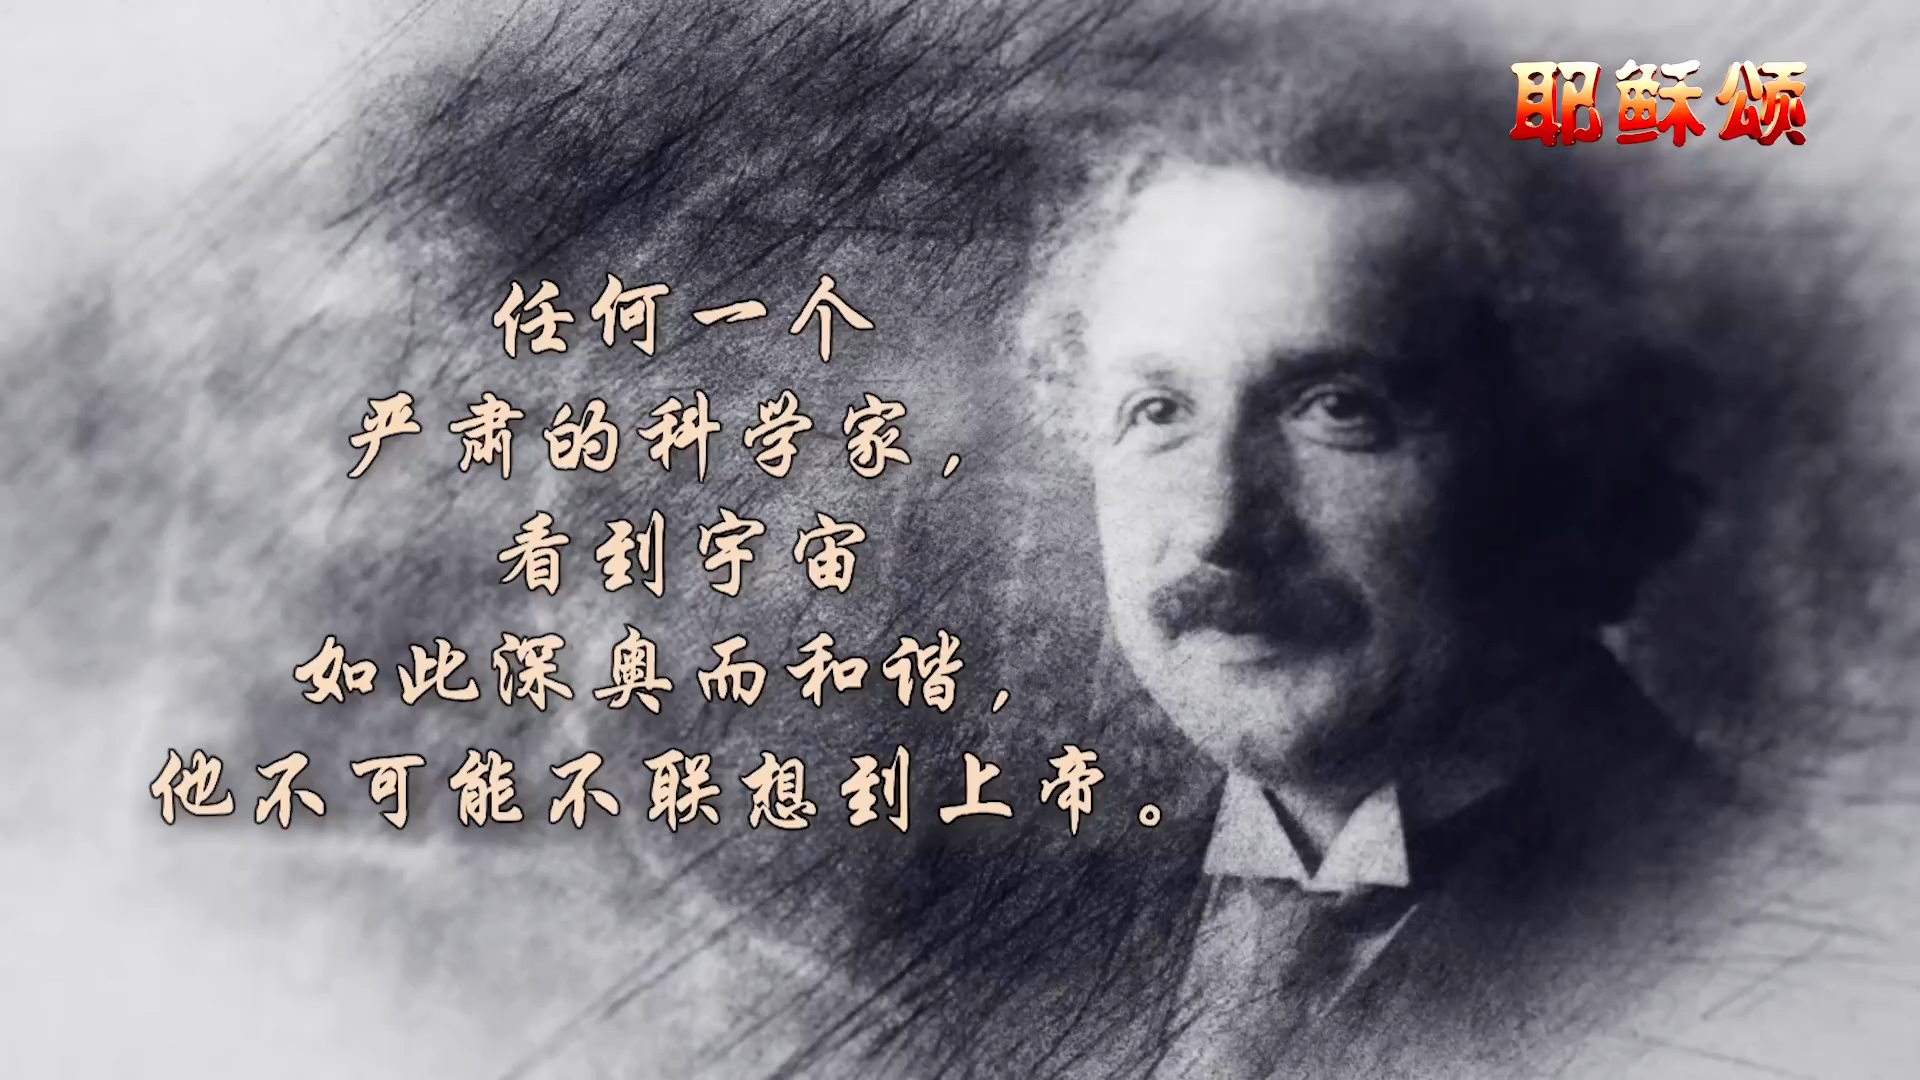 耶稣颂
任何一个
严肃的科学家，
看到宇宙
如此深奥而和谐，
他不可能不联想到上帝。